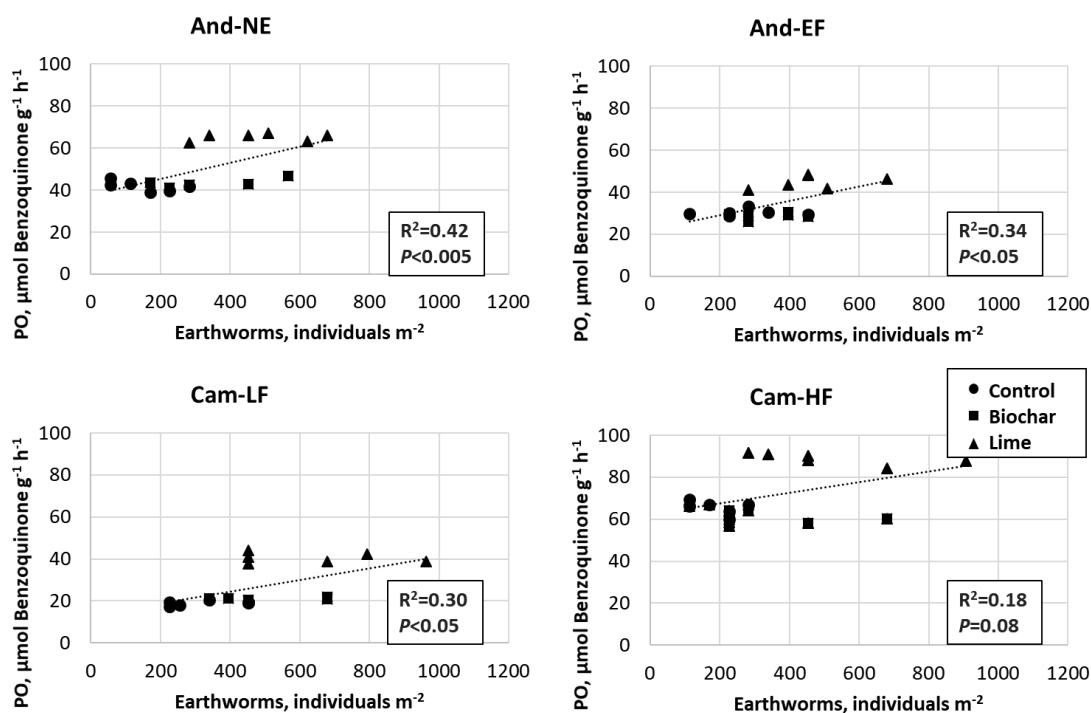 And-NE
PO, µmol Benzoquinone g⁻¹ h⁻¹
100
80
60
40
20
0
0 200 400 600 800 1000 1200
Earthworms, individuals m⁻²
R²=0.42
P<0.005
And-EF
PO, µmol Benzoquinone g⁻¹ h⁻¹
100
80
60
40
20
0
0 200 400 600 800 1000 1200
Earthworms, individuals m⁻²
R²=0.34
P<0.05
Cam-LF
PO, µmol Benzoquinone g⁻¹ h⁻¹
100
80
60
40
20
0
0 200 400 600 800 1000 1200
Earthworms, individuals m⁻²
R²=0.30
P<0.05
Cam-HF
PO, µmol Benzoquinone g⁻¹ h⁻¹
100
80
60
40
20
0
0 200 400 600 800 1000 1200
Earthworms, individuals m⁻²
R²=0.18
P=0.08
Control
Biochar
Lime